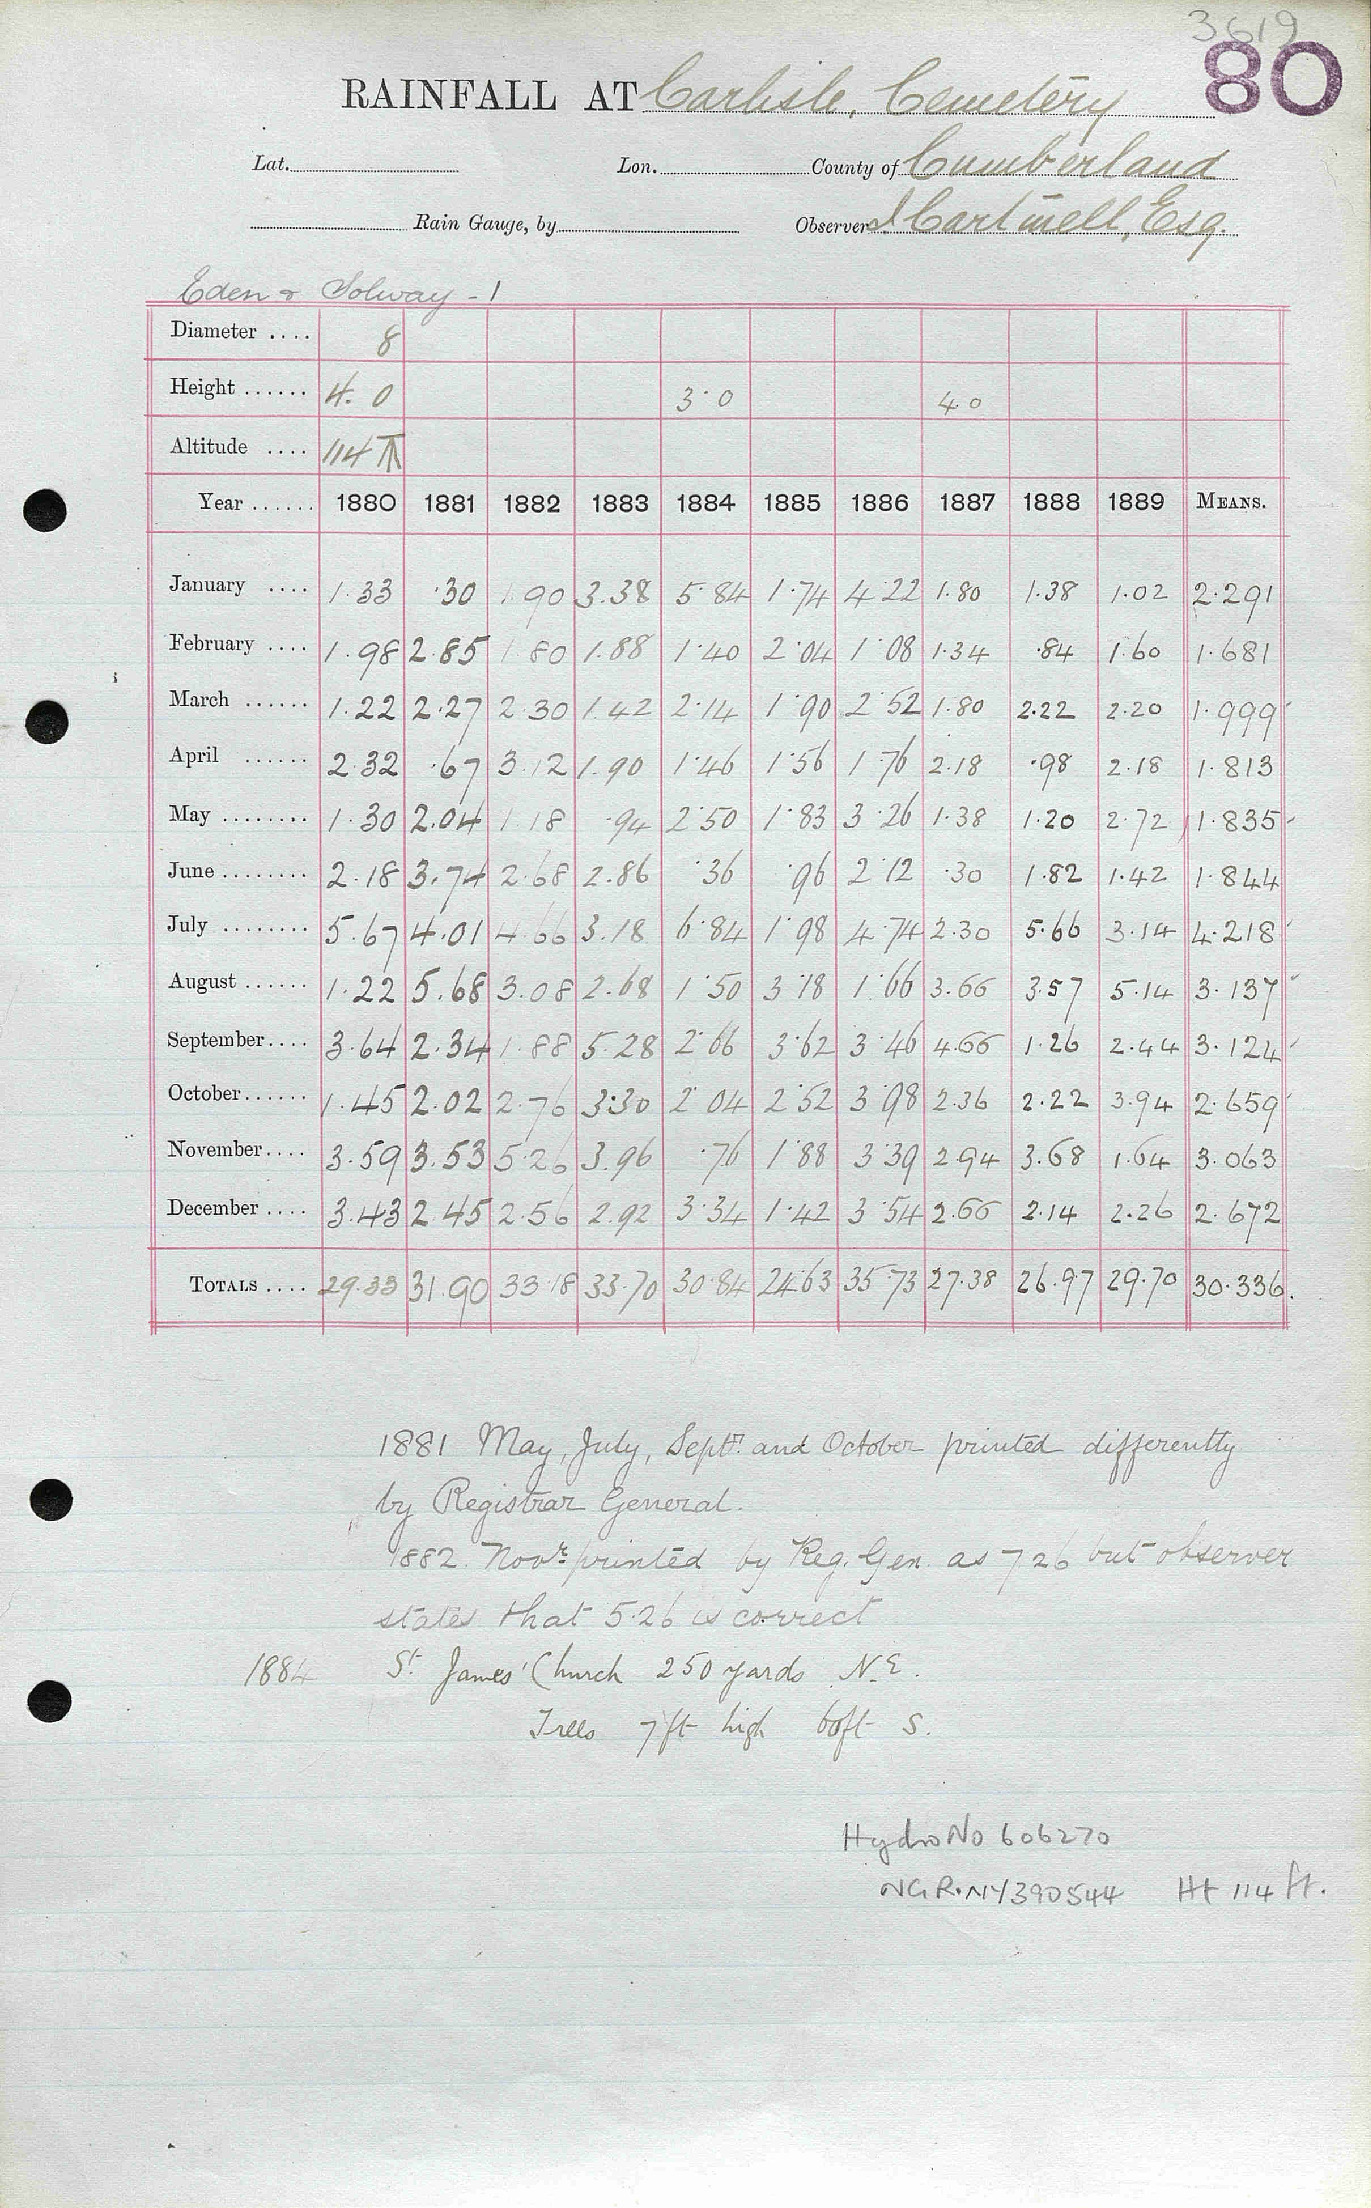 3619
80
RAINFALL AT Carlisle, Cemetery
Lat. Lon. County of Cumberland
Rain Gauge, by Observer I Cartmell, Esq.
Eden & Solway - 1
Diameter .... 8
Height ...... 4.0 3.0 4.0
Altitude .... 114 T
Year ...... 1880 1881 1882 1883 1884 1885 1886 1887 1888 1889 MEANS.
January .... 1.33 .30 1.90 3.38 5.84 1.74 4.22 1.80 1.38 1.02 2.291
February .... 1.98 2.85 1.80 1.88 1.40 2.04 1.08 1.34 .84 1.60 1.681
March ...... 1.22 2.27 2.30 1.42 2.14 1.90 2.52 1.80 2.22 2.20 1.999
April ...... 2.32 .67 3.12 1.90 1.46 1.56 1.76 2.18 .98 2.18 1.813
May ........ 1.30 2.04 1.18 .94 2.50 1.83 3.26 1.38 1.20 2.72 1.835
June ........ 2.18 3.74 2.68 2.86 .36 .96 2.12 .30 1.82 1.42 1.844
July ........ 5.67 4.01 4.66 3.18 6.84 1.98 4.74 2.30 5.66 3.14 4.218
August ...... 1.22 5.68 3.08 2.68 1.50 3.18 1.66 3.66 3.57 5.14 3.137
September.... 3.64 2.34 1.88 5.28 2.66 3.62 3.46 4.66 1.26 2.44 3.124
October...... 1.45 2.02 2.76 3.30 2.04 2.52 3.98 2.36 2.22 3.94 2.659
November.... 3.59 3.53 5.26 3.96 .76 1.88 3.39 2.94 3.68 1.64 3.063
December .... 3.43 2.45 2.56 2.92 3.34 1.42 3.54 2.66 2.14 2.26 2.672
TOTALS .... 29.33 31.90 33.18 33.70 30.84 24.63 35.73 27.38 26.97 29.70 30.336.
1881 May, July, Septr. and October printed differently
by Registrar General.
1882. Novr. printed by Reg. Gen. as 7 26 but observer
states that 5.26 is correct
1884 St. James' Church 250 yards N.E.
Trees 7 ft high 60ft S.
Hydro No 606270
NGR. NY390544 Ht 114 ft.